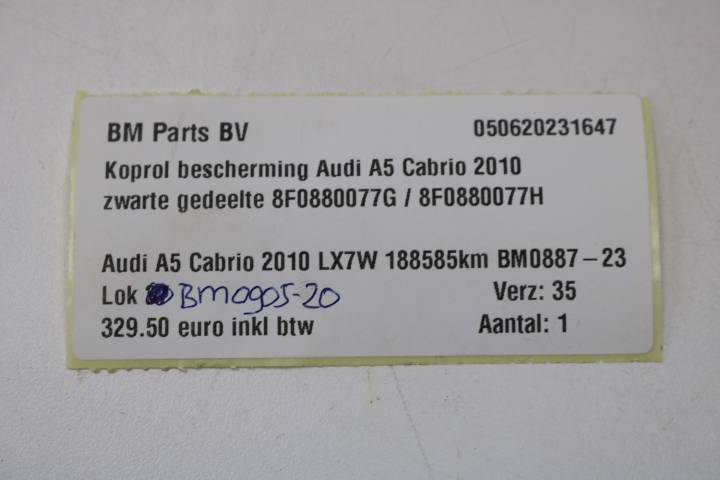 BM Parts BV 050620231647
Koprol bescherming Audi A5 Cabrio 2010
zwarte gedeelte 8F0880077G / 8F0880077H
Audi A5 Cabrio 2010 LX7W 188585km BM0887-23
Lok BM0905-20 Verz: 35
329.50 euro inkl btw Aantal: 1